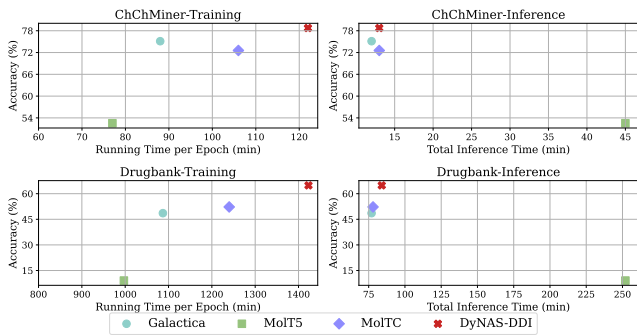 ChChMiner-Training
Accuracy (%)
78
72
66
60
54
60 70 80 90 100 110 120
Running Time per Epoch (min)
ChChMiner-Inference
Accuracy (%)
78
72
66
60
54
15 20 25 30 35 40 45
Total Inference Time (min)
Drugbank-Training
Accuracy (%)
60
45
30
15
800 900 1000 1100 1200 1300 1400
Running Time per Epoch (min)
Drugbank-Inference
Accuracy (%)
60
45
30
15
75 100 125 150 175 200 225 250
Total Inference Time (min)
Galactica MolT5 MolTC DyNAS-DDI